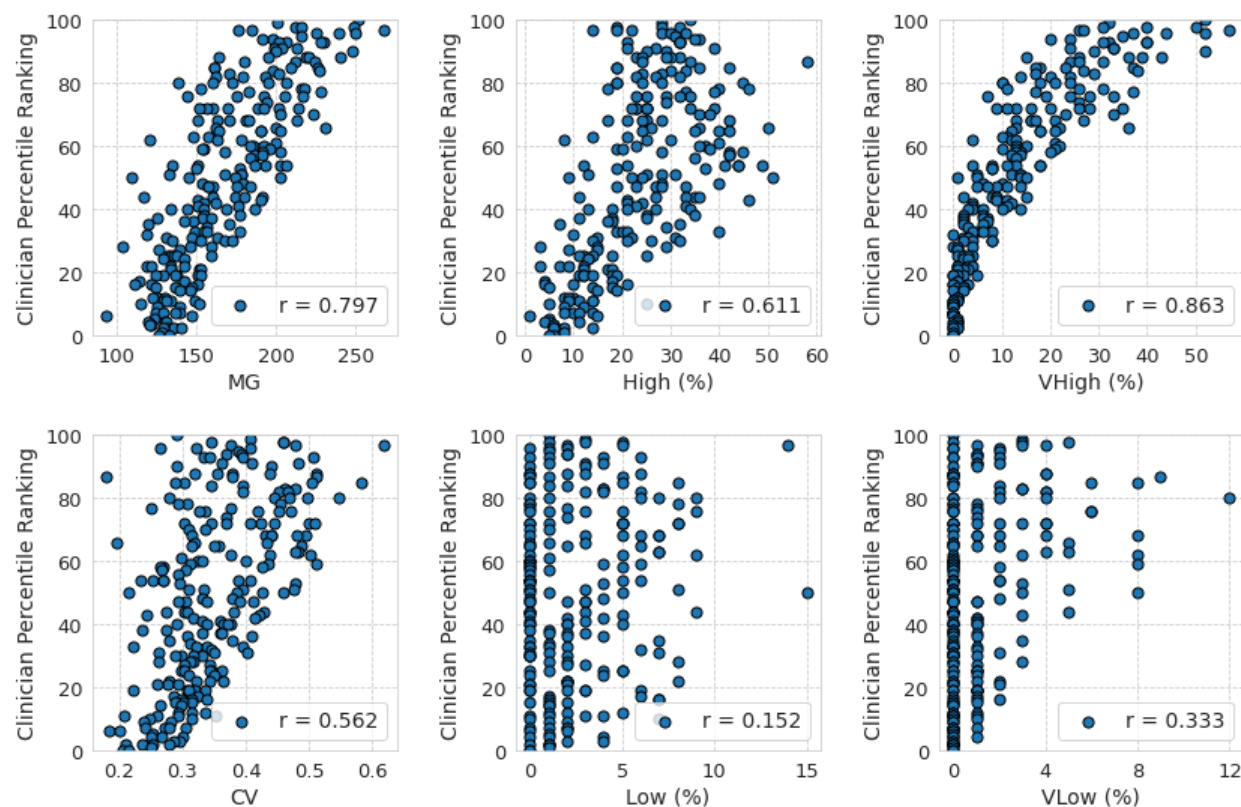 Clinician Percentile Ranking
100
80
60
40
20
0
100 150 200 250
MG
r = 0.797
Clinician Percentile Ranking
100
80
60
40
20
0
0 10 20 30 40 50 60
High (%)
r = 0.611
Clinician Percentile Ranking
100
80
60
40
20
0
0 10 20 30 40 50
VHigh (%)
r = 0.863
Clinician Percentile Ranking
100
80
60
40
20
0
0.2 0.3 0.4 0.5 0.6
CV
r = 0.562
Clinician Percentile Ranking
100
80
60
40
20
0
0 5 10 15
Low (%)
r = 0.152
Clinician Percentile Ranking
100
80
60
40
20
0
0 4 8 12
VLow (%)
r = 0.333